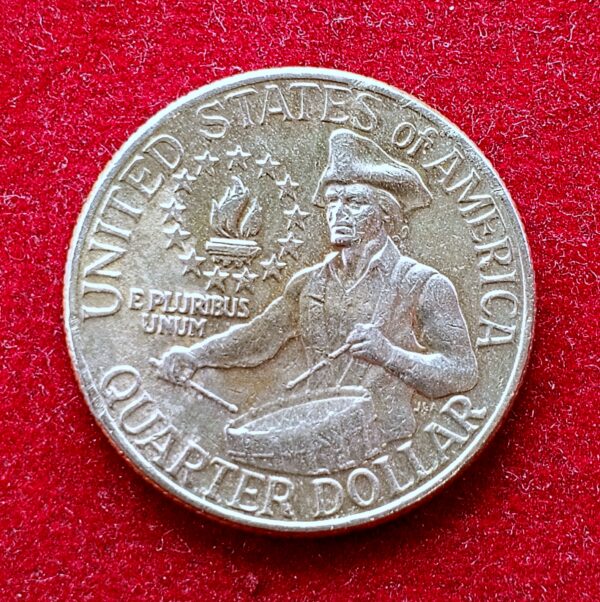 UNITED STATES of AMERICA
E PLURIBUS
UNUM
QUARTER DOLLAR